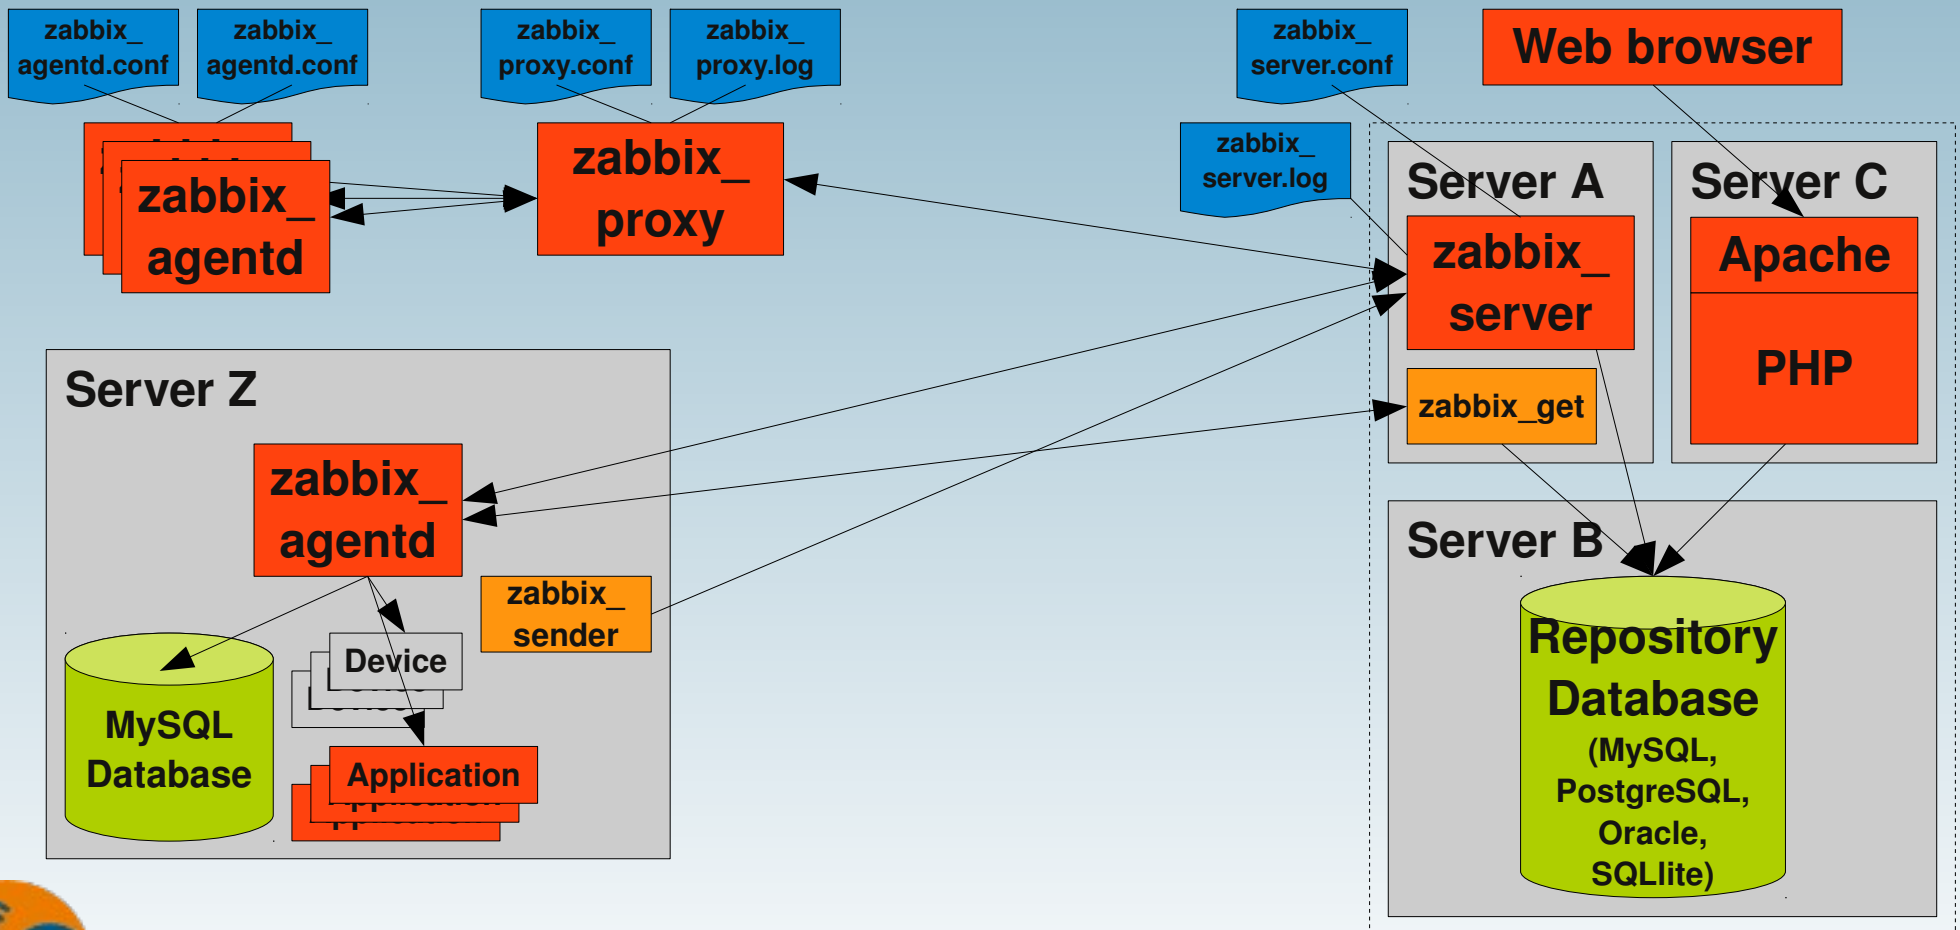 zabbix_
agentd.conf
zabbix_
agentd.conf
zabbix_
proxy.conf
zabbix_
proxy.log
zabbix_
server.conf
Web browser
zabbix_
agentd
zabbix_
proxy
zabbix_
server.log
Server A
zabbix_
server
zabbix_get
Server C
Apache
PHP
Server Z
zabbix_
agentd
zabbix_
sender
Device
MySQL
Database
Application
Server B
Repository
Database
(MySQL,
PostgreSQL,
Oracle,
SQLlite)